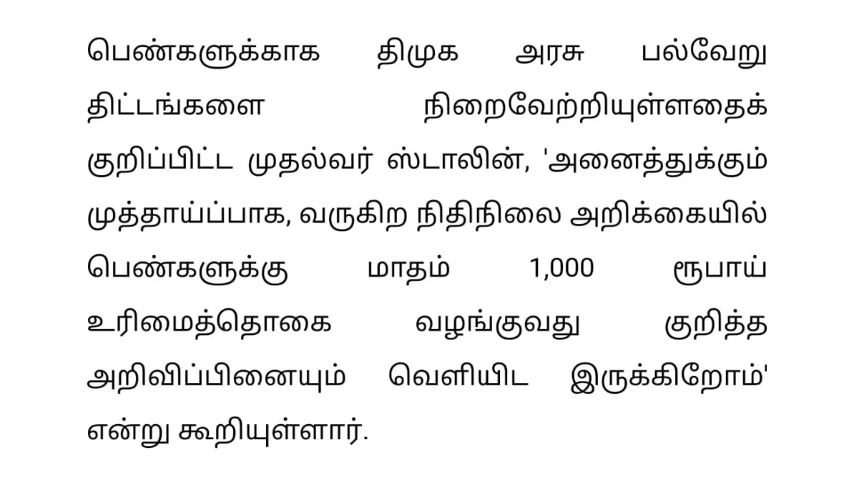 பெண்களுக்காக திமுக அரசு பல்வேறு
திட்டங்களை நிறைவேற்றியுள்ளதைக்
குறிப்பிட்ட முதல்வர் ஸ்டாலின், 'அனைத்துக்கும்
முத்தாய்ப்பாக, வருகிற நிதிநிலை அறிக்கையில்
பெண்களுக்கு மாதம் 1,000 ரூபாய்
உரிமைத்தொகை வழங்குவது குறித்த
அறிவிப்பினையும் வெளியிட இருக்கிறோம்'
என்று கூறியுள்ளார்.